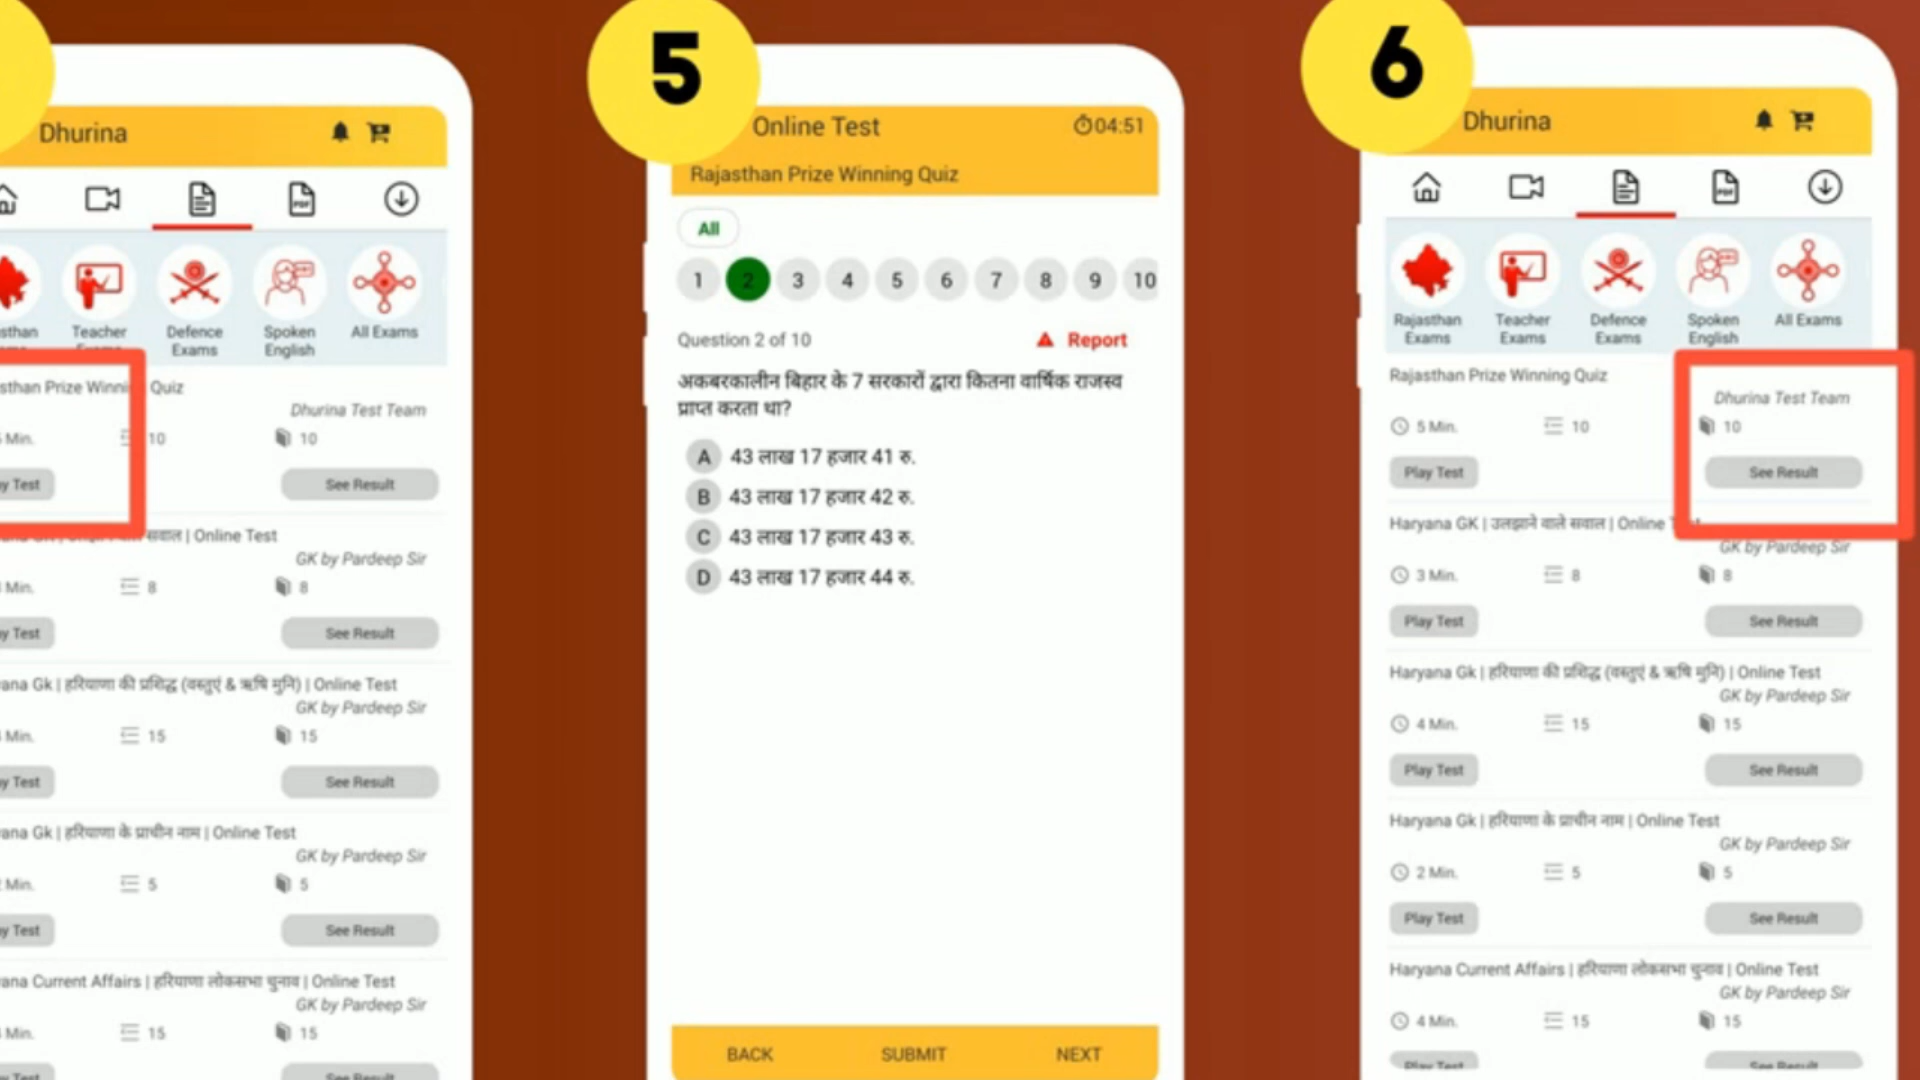 Dhurina
Teacher
Defence
Exams
Spoken
English
All Exams
Quiz
Dhurina Test Team
Min.
10
10
Test
See Result
सवाल | Online Test
GK by Pardeep Sir
Min.
8
8
Test
See Result
Gk | हरियाणा की प्रशिद्ध (वस्तुएं & ऋषि मुनि) | Online Test
GK by Pardeep Sir
Min.
15
15
Test
See Result
Gk | हरियाणा के प्राचीन नाम | Online Test
GK by Pardeep Sir
Min.
5
5
Test
See Result
Current Affairs | हरियाणा लोकसभा चुनाव | Online Test
GK by Pardeep Sir
Min.
15
15
See Result
5
Online Test
04:51
Rajasthan Prize Winning Quiz
All
1 2 3 4 5 6 7 8 9 10
Question 2 of 10
Report
अकबरकालीन बिहार के 7 सरकारों द्वारा कितना वार्षिक राजस्व
प्राप्त करता था?
A 43 लाख 17 हजार 41 रु.
B 43 लाख 17 हजार 42 रु.
C 43 लाख 17 हजार 43 रु.
D 43 लाख 17 हजार 44 रु.
BACK SUBMIT NEXT
6
Dhurina
PDF
Rajasthan
Exams
Teacher
Exams
Defence
Exams
Spoken
English
All Exams
Rajasthan Prize Winning Quiz
Dhurina Test Team
5 Min.
10
10
Play Test
See Result
Haryana GK | उलझाने वाले सवाल | Online
GK by Pardeep Sir
3 Min.
8
8
Play Test
See Result
Haryana Gk | हरियाणा की प्रशिद्ध (वस्तुएं & ऋषि मुनि) | Online Test
GK by Pardeep Sir
4 Min.
15
15
Play Test
See Result
Haryana Gk | हरियाणा के प्राचीन नाम | Online Test
GK by Pardeep Sir
2 Min.
5
5
Play Test
See Result
Haryana Current Affairs | हरियाणा लोकसभा चुनाव | Online Test
GK by Pardeep Sir
4 Min.
15
15
Play Test
See Result